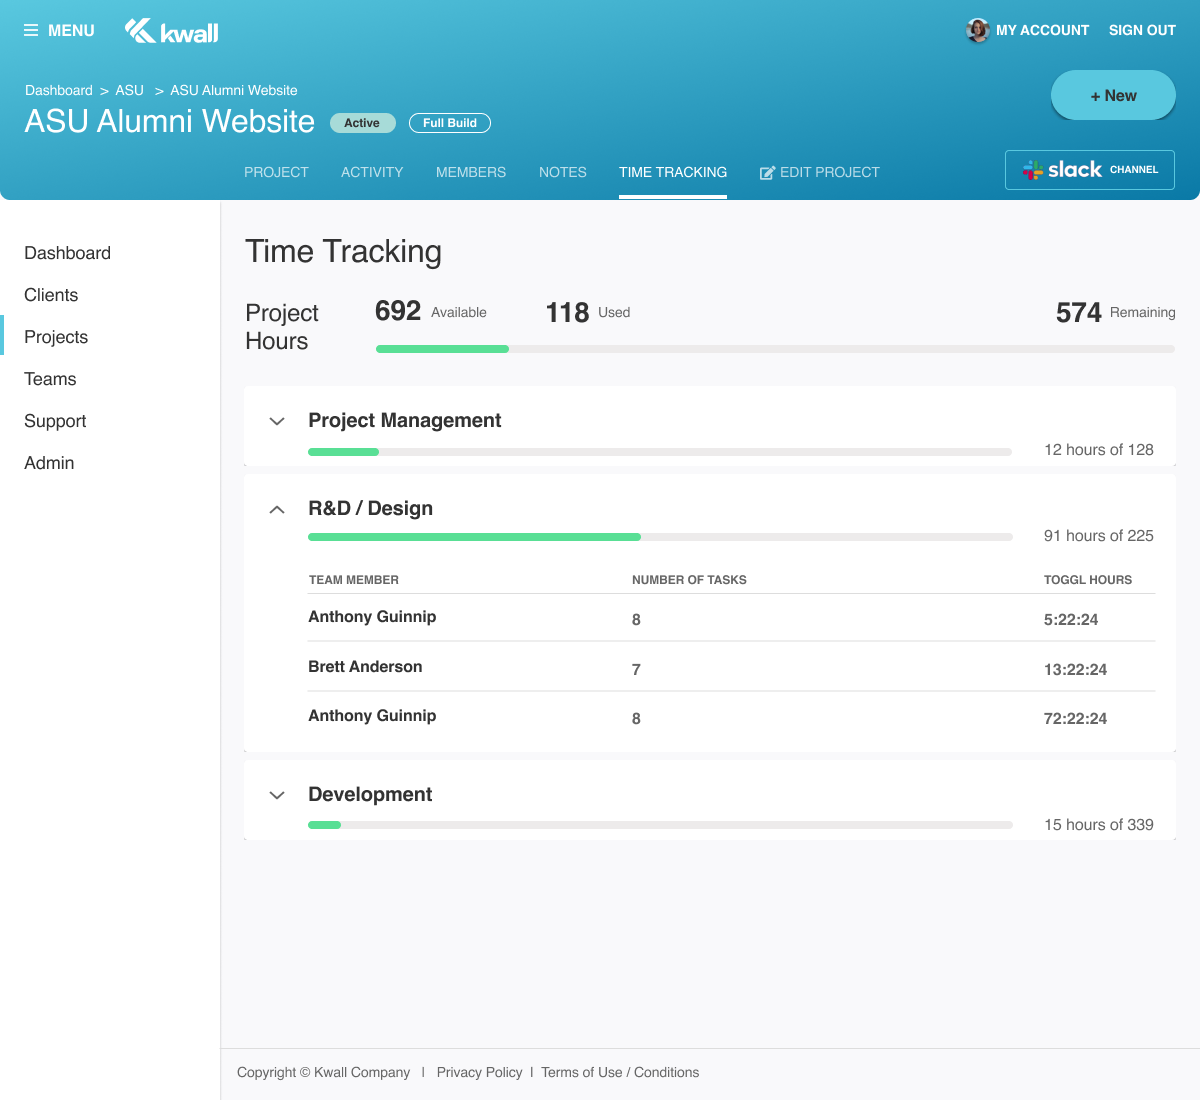 MENU
kwall
MY ACCOUNT
SIGN OUT
Dashboard > ASU > ASU Alumni Website
+ New
ASU Alumni Website
Active
Full Build
PROJECT
ACTIVITY
MEMBERS
NOTES
TIME TRACKING
EDIT PROJECT
slack CHANNEL
Dashboard
Clients
Projects
Teams
Support
Admin
Time Tracking
Project
Hours
692 Available
118 Used
574 Remaining
Project Management
12 hours of 128
R&D / Design
91 hours of 225
TEAM MEMBER NUMBER OF TASKS TOGGL HOURS
Anthony Guinnip 8 5:22:24
Brett Anderson 7 13:22:24
Anthony Guinnip 8 72:22:24
Development
15 hours of 339
Copyright © Kwall Company I Privacy Policy I Terms of Use / Conditions